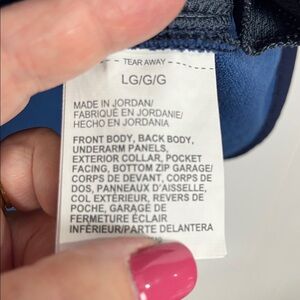 TEAR AWAY
LG/G/G
MADE IN JORDAN/
FABRIQUÉ EN JORDANIE/
HECHO EN JORDANIA
FRONT BODY, BACK BODY,
UNDERARM PANELS,
EXTERIOR COLLAR, POCKET
FACING, BOTTOM ZIP GARAGE/
CORPS DE DEVANT, CORPS DE
DOS, PANNEAUX D'AISSELLE,
COL EXTÉRIEUR, REVERS DE
POCHE, GARAGE DE
FERMETURE ÉCLAIR
INFÉRIEUR/PARTE DELANTERA